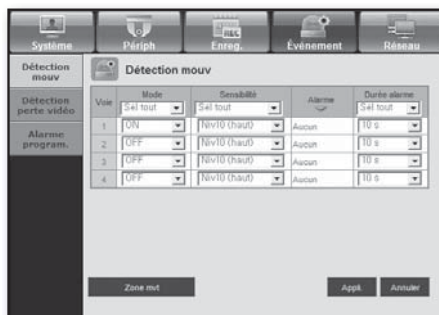 Système Périph Enreg. Événement Réseau
REC
Détection mouv
Détection perte vidéo
Alarme program.
Détection mouv
Voie Mode Sensibilité Alarme Durée alarme
Sél tout Sél tout Sél tout
1 ON Niv10 (haut) Aucun 10 s
2 OFF Niv10 (haut) Aucun 10 s
3 OFF Niv10 (haut) Aucun 10 s
4 OFF Niv10 (haut) Aucun 10 s
Zone mvt Appli. Annuler